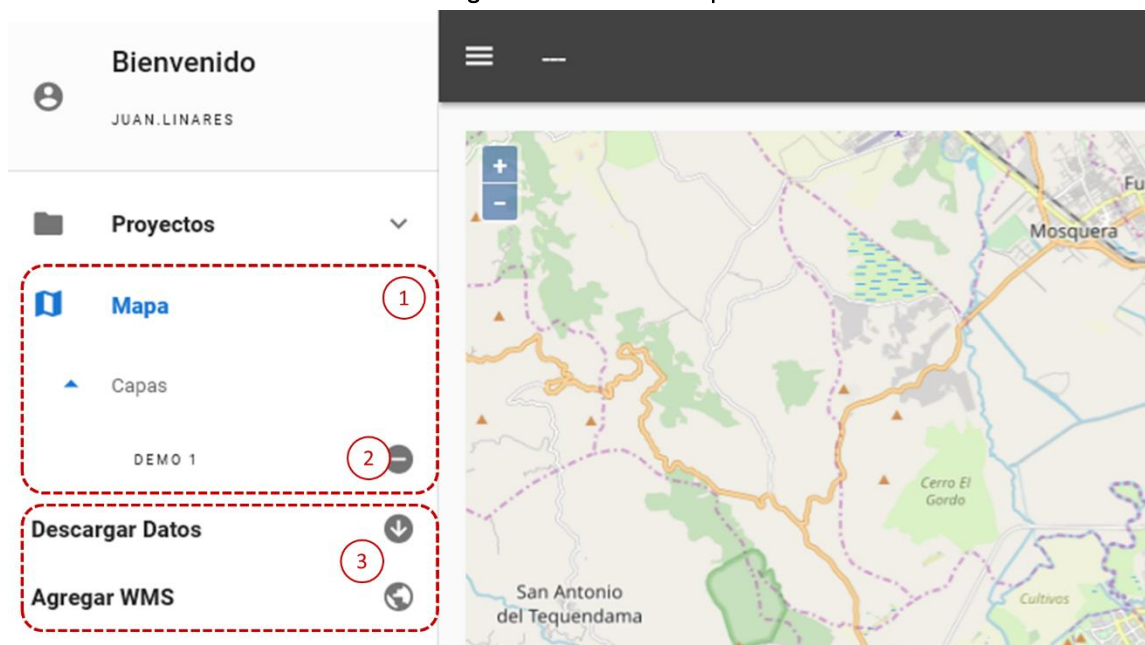 Bienvenido
JUAN.LINARES
Proyectos
Mapa
1
Capas
DEMO 1
2
Descargar Datos
3
Agregar WMS
---
+
-
Fu
Mosquera
Cerro El
Gordo
San Antonio
del Tequendama
Cultivos